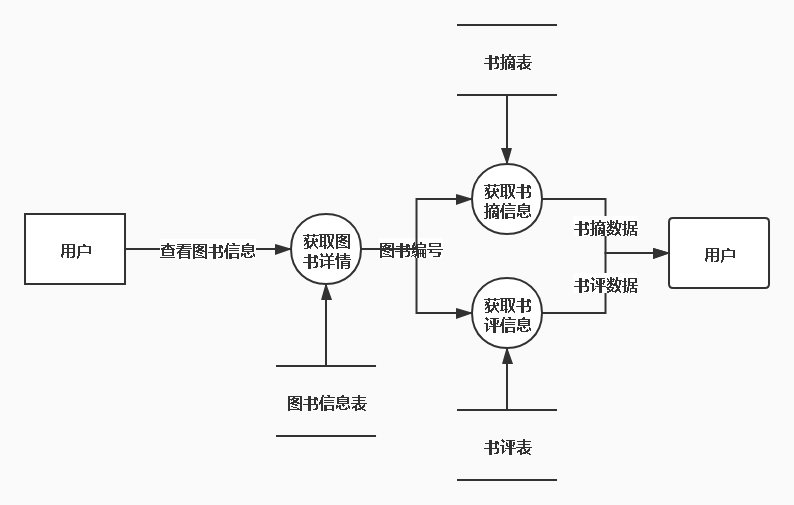 书摘表
获取书
摘信息
书摘数据
用户
查看图书信息
获取图
书详情
图书编号
用户
书评数据
获取书
评信息
图书信息表
书评表